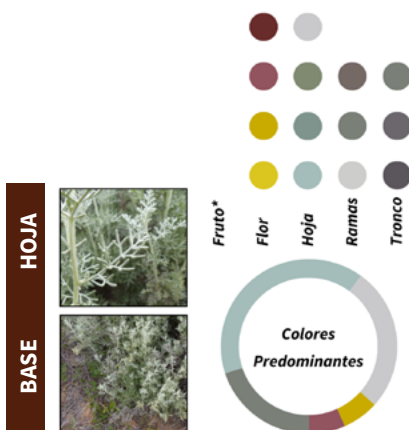 HOJA
BASE
Fruto*
Flor
Hoja
Ramas
Tronco
Colores
Predominantes